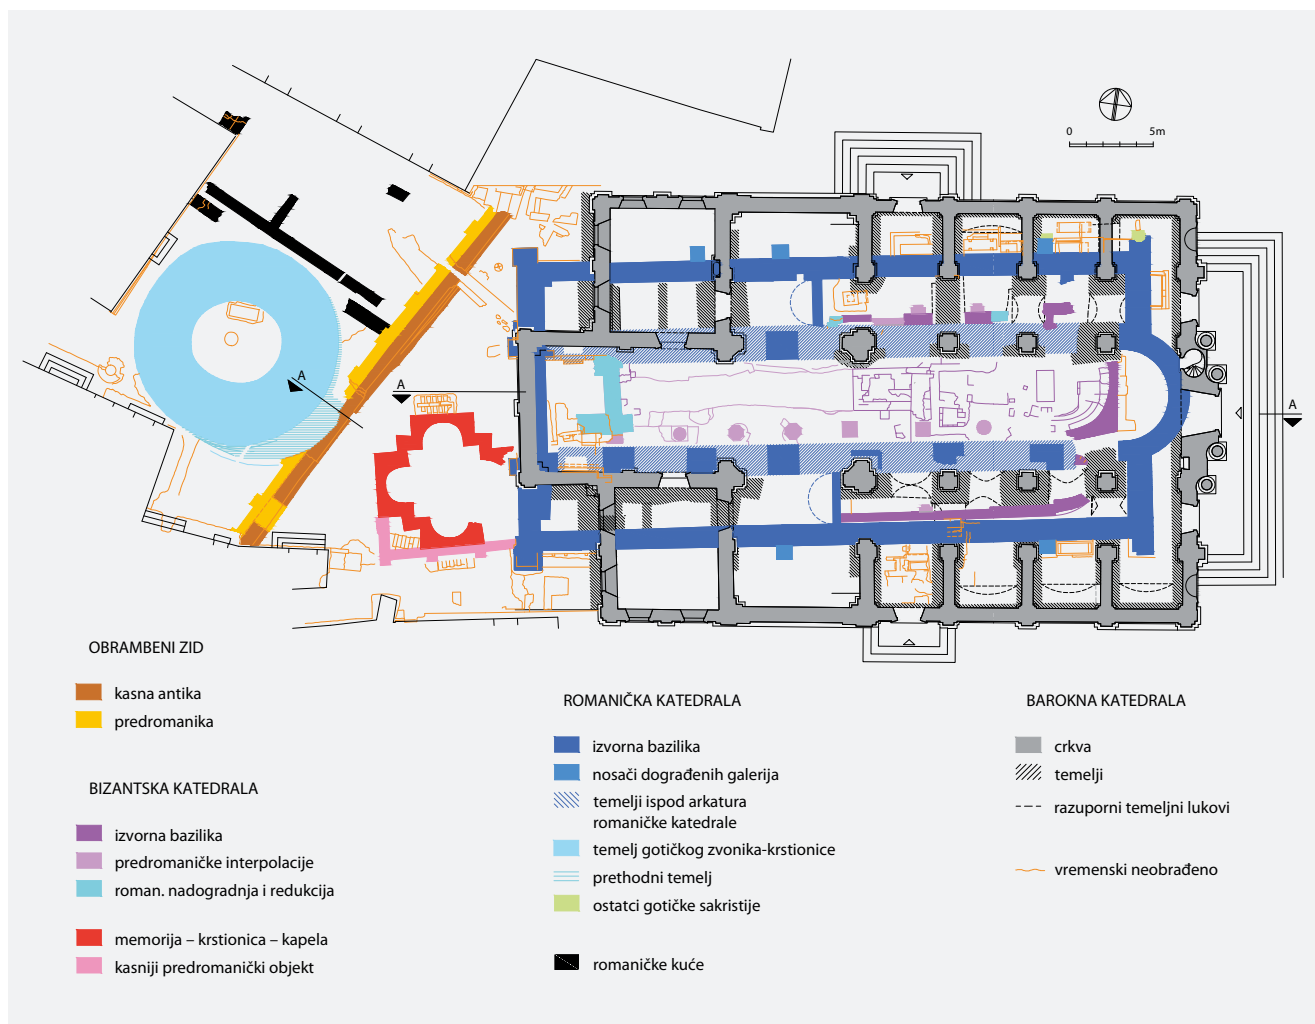 0 5m
A
A
A
OBRAMBENI ZID
kasna antika
predromanika
BIZANTSKA KATEDRALA
izvorna bazilika
predromaničke interpolacije
roman. nadogradnja i redukcija
memorija – krstionica – kapela
kasniji predromanički objekt
ROMANIČKA KATEDRALA
izvorna bazilika
nosači dograđenih galerija
temelji ispod arkatura
romaničke katedrale
temelj gotičkog zvonika-krstionice
prethodni temelj
ostatci gotičke sakristije
romaničke kuće
BAROKNA KATEDRALA
crkva
temelji
razuporni temeljni lukovi
vremenski neobrađeno